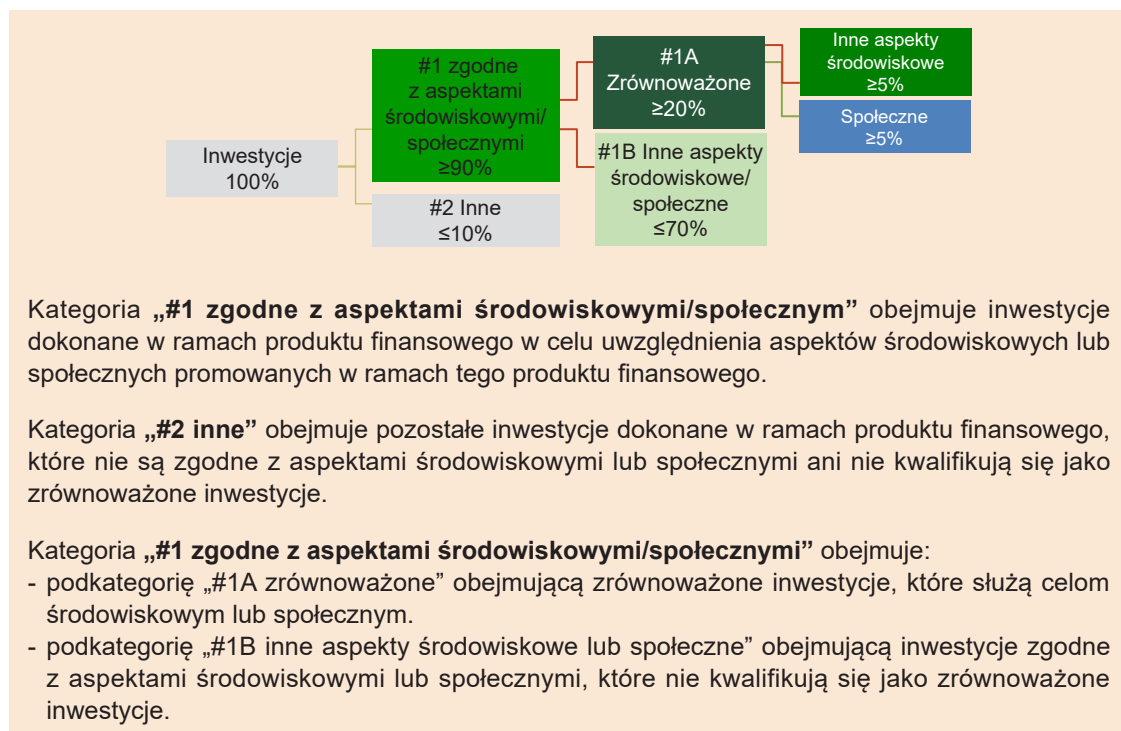 Inwestycje
100%
#1 zgodne
z aspektami
środowiskowymi/
społecznymi
≥90%
#2 Inne
≤10%
#1A
Zrównoważone
≥20%
#1B Inne aspekty
środowiskowe/
społeczne
≤70%
Inne aspekty
środowiskowe
≥5%
Społeczne
≥5%
Kategoria „#1 zgodne z aspektami środowiskowymi/społecznym” obejmuje inwestycje
dokonane w ramach produktu finansowego w celu uwzględnienia aspektów środowiskowych lub
społecznych promowanych w ramach tego produktu finansowego.
Kategoria „#2 inne” obejmuje pozostałe inwestycje dokonane w ramach produktu finansowego,
które nie są zgodne z aspektami środowiskowymi lub społecznymi ani nie kwalifikują się jako
zrównoważone inwestycje.
Kategoria „#1 zgodne z aspektami środowiskowymi/społecznymi” obejmuje:
- podkategorię „#1A zrównoważone” obejmującą zrównoważone inwestycje, które służą celom
środowiskowym lub społecznym.
- podkategorię „#1B inne aspekty środowiskowe lub społeczne” obejmującą inwestycje zgodne
z aspektami środowiskowymi lub społecznymi, które nie kwalifikują się jako zrównoważone
inwestycje.